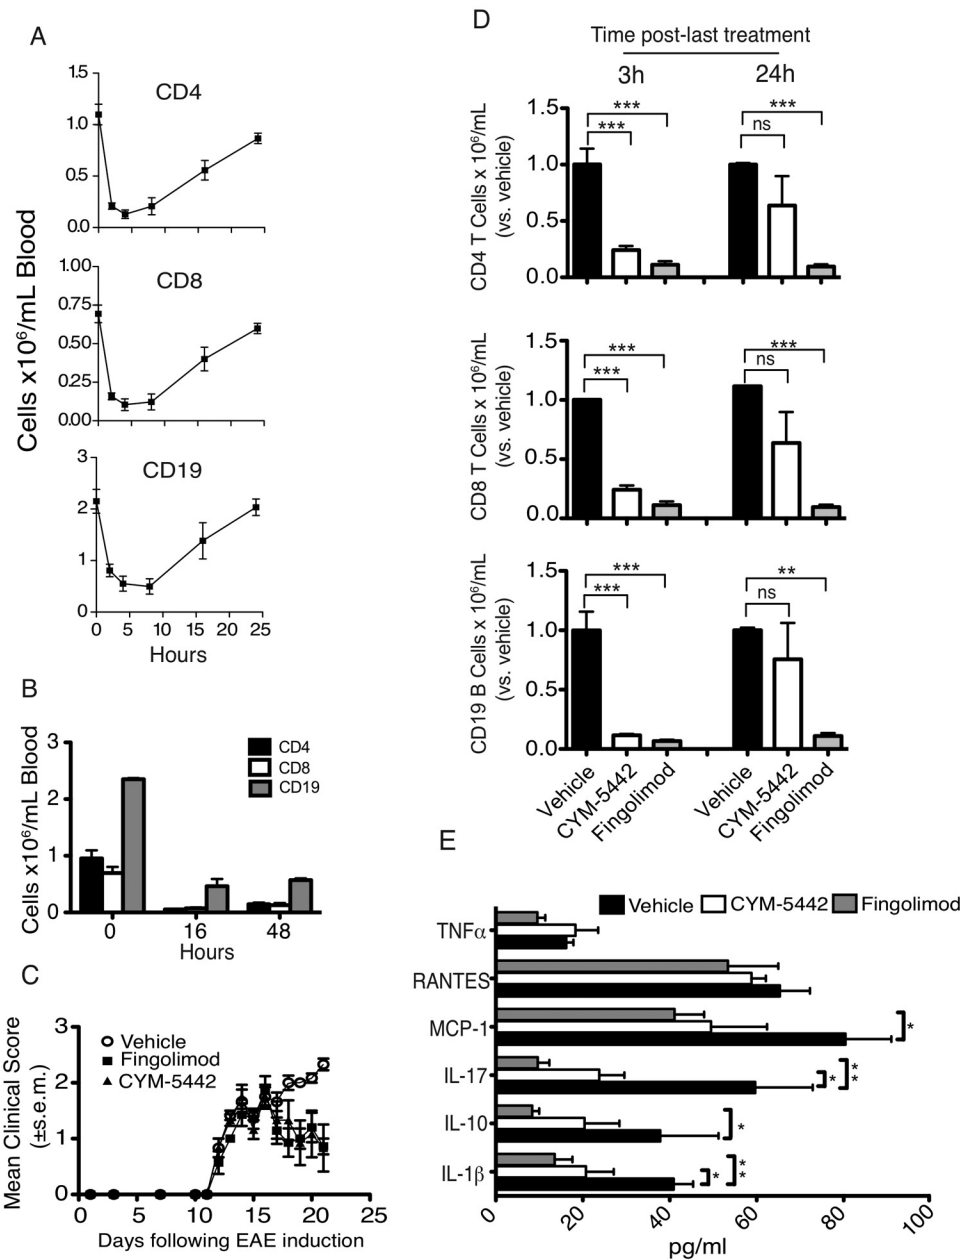 A
Cells x10⁶/mL Blood
CD4
1.5
1.0
0.5
0.0
CD8
1.00
0.75
0.50
0.25
0.00
CD19
3
2
1
0
0 5 10 15 20 25
Hours
B
Cells x10⁶/mL Blood
3
2
1
0
CD4
CD8
CD19
0 16 48
Hours
C
Mean Clinical Score
(±s.e.m.)
3
2
1
0
Vehicle
Fingolimod
CYM-5442
0 5 10 15 20 25
Days following EAE induction
D
Time post-last treatment
3h 24h
CD4 T Cells x 10⁶/mL
(vs. vehicle)
1.5
1.0
0.5
0.0
*** ***
*** ns
CD8 T Cells x 10⁶/mL
(vs. vehicle)
1.5
1.0
0.5
0.0
*** ***
*** ns
CD19 B Cells x 10⁶/mL
(vs. vehicle)
1.5
1.0
0.5
0.0
*** **
*** ns
Vehicle CYM-5442 Fingolimod Vehicle CYM-5442 Fingolimod
E
Vehicle CYM-5442 Fingolimod
TNFα
RANTES
MCP-1 *
IL-17 * **
IL-10 *
IL-1β * **
0 20 40 60 80 100
pg/ml